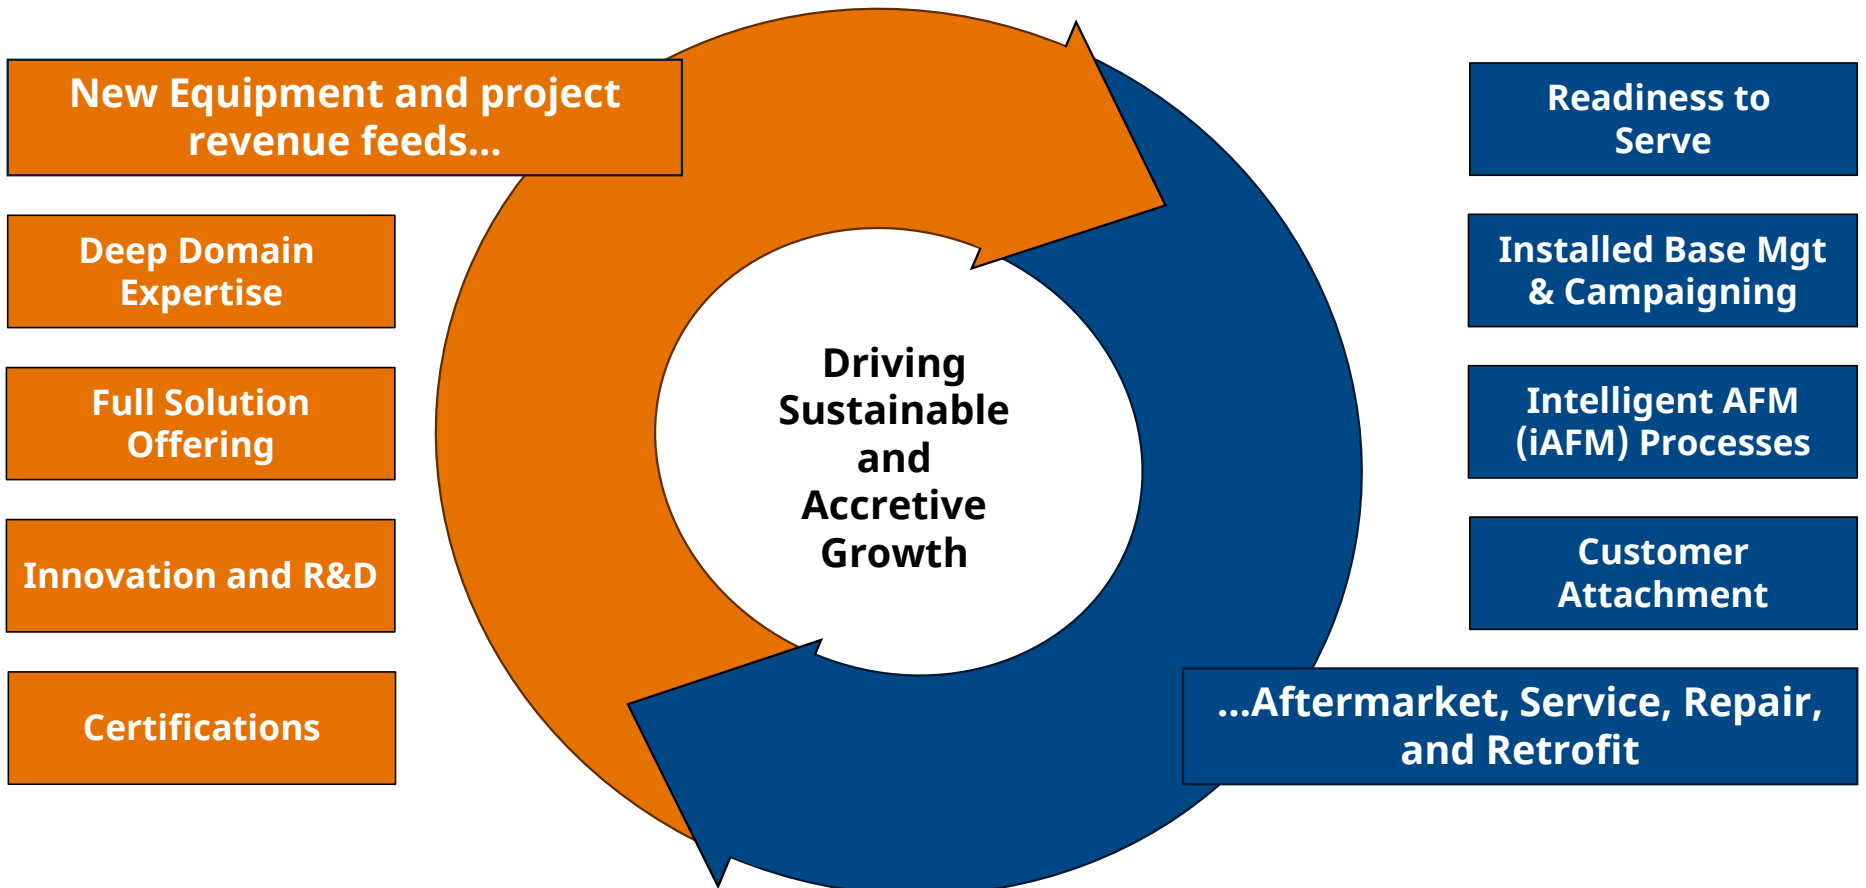 New Equipment and project
revenue feeds...
Deep Domain
Expertise
Full Solution
Offering
Innovation and R&D
Certifications
Driving
Sustainable
and
Accretive
Growth
Readiness to
Serve
Installed Base Mgt
& Campaigning
Intelligent AFM
(iAFM) Processes
Customer
Attachment
...Aftermarket, Service, Repair,
and Retrofit